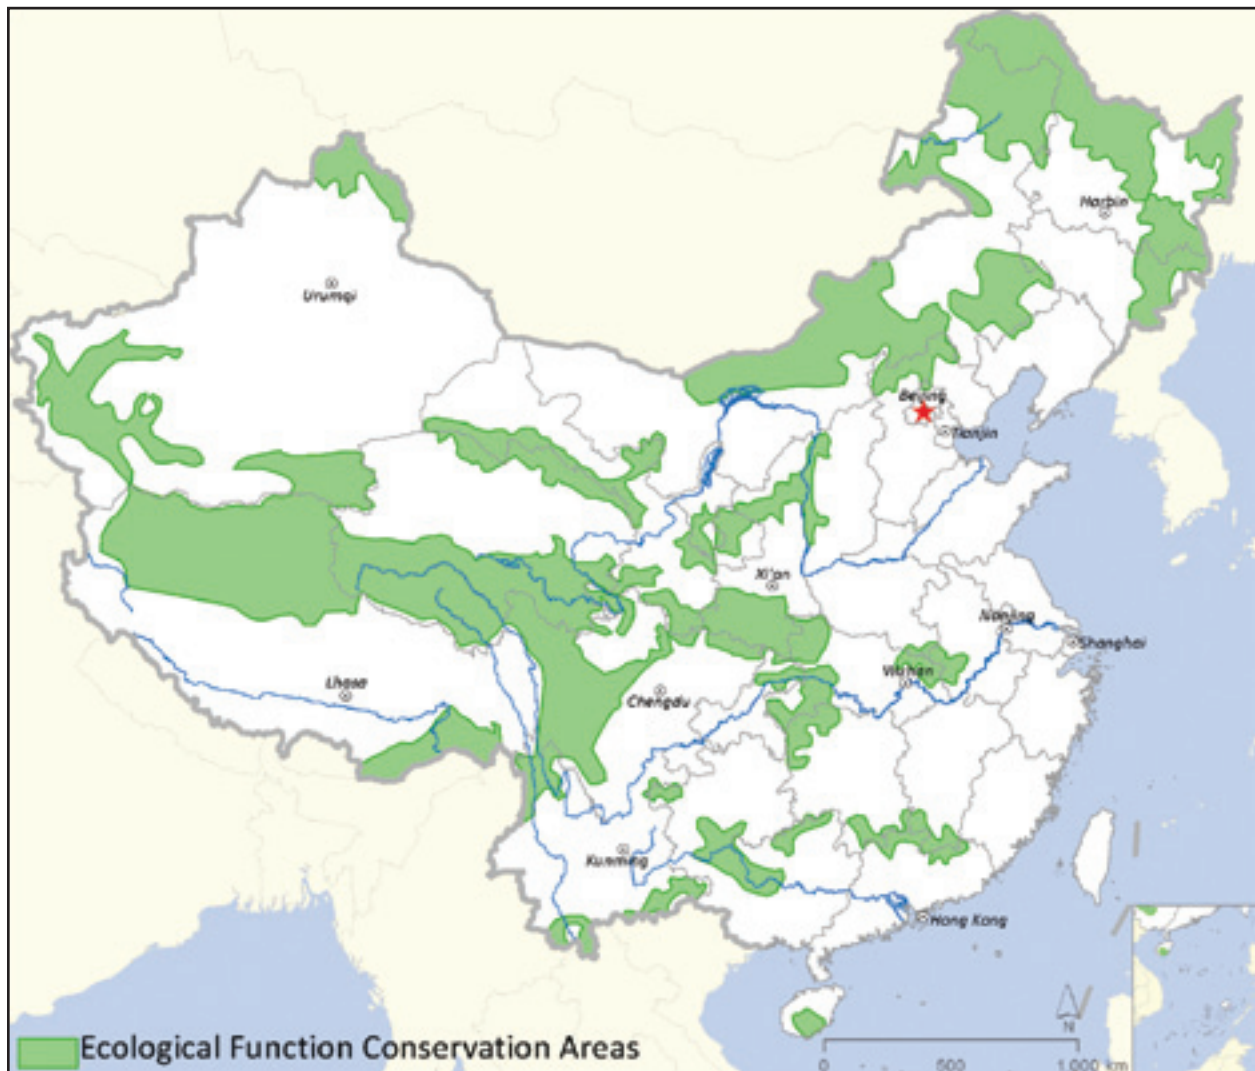 Harbin
Urumqi
Beijing
Tianjin
Xi'an
Nanjing
Shanghai
Wuhan
Lhasa
Chengdu
Kunming
Hong Kong
N
0 500 1,000 km
Ecological Function Conservation Areas